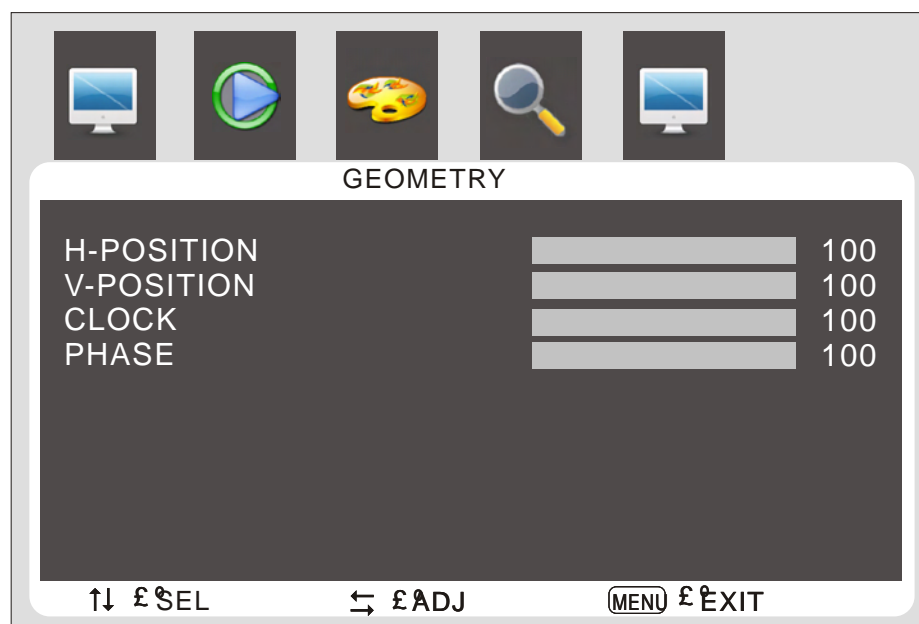 GEOMETRY
H-POSITION 100
V-POSITION 100
CLOCK 100
PHASE 100
↑↓ £ºSEL ⇆ £ºADJ MENU £ºEXIT